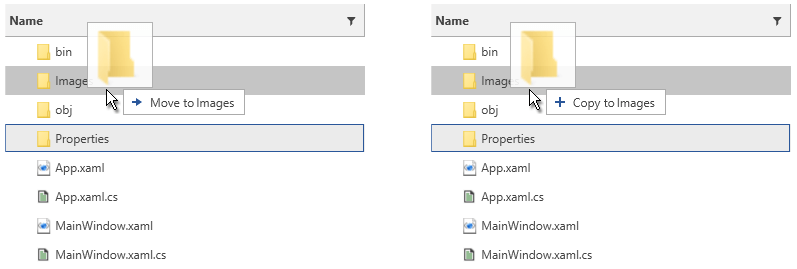 Name
bin
Images
Move to Images
obj
Properties
App.xaml
App.xaml.cs
MainWindow.xaml
MainWindow.xaml.cs
Name
bin
Images
Copy to Images
obj
Properties
App.xaml
App.xaml.cs
MainWindow.xaml
MainWindow.xaml.cs